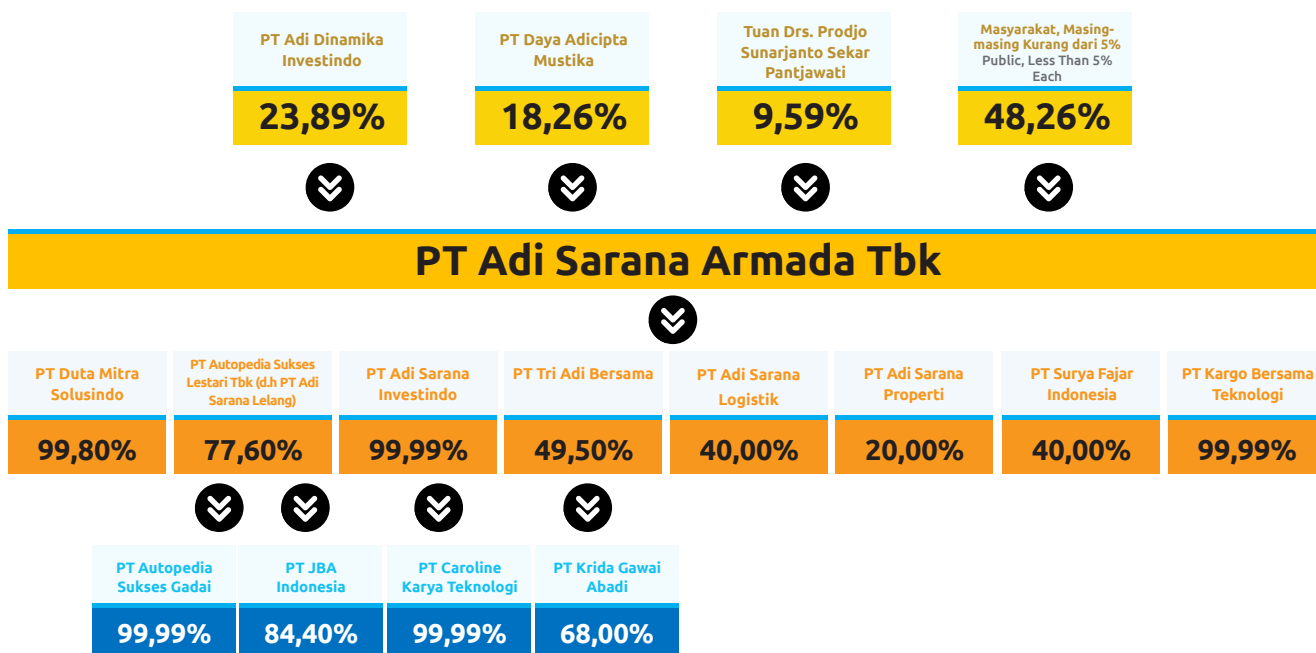 PT Adi Dinamika
Investindo
23,89%
PT Daya Adicipta
Mustika
18,26%
Tuan Drs. Prodjo
Sunarjanto Sekar
Pantjawati
9,59%
Masyarakat, Masing-
masing Kurang dari 5%
Public, Less Than 5%
Each
48,26%
PT Adi Sarana Armada Tbk
PT Duta Mitra
Solusindo
99,80%
PT Autopedia Sukses
Lestari Tbk (d.h PT Adi
Sarana Lelang)
77,60%
PT Adi Sarana
Investindo
99,99%
PT Tri Adi Bersama
49,50%
PT Adi Sarana
Logistik
40,00%
PT Adi Sarana
Properti
20,00%
PT Surya Fajar
Indonesia
40,00%
PT Kargo Bersama
Teknologi
99,99%
PT Autopedia
Sukses Gadai
99,99%
PT JBA
Indonesia
84,40%
PT Caroline
Karya Teknologi
99,99%
PT Krida Gawai
Abadi
68,00%